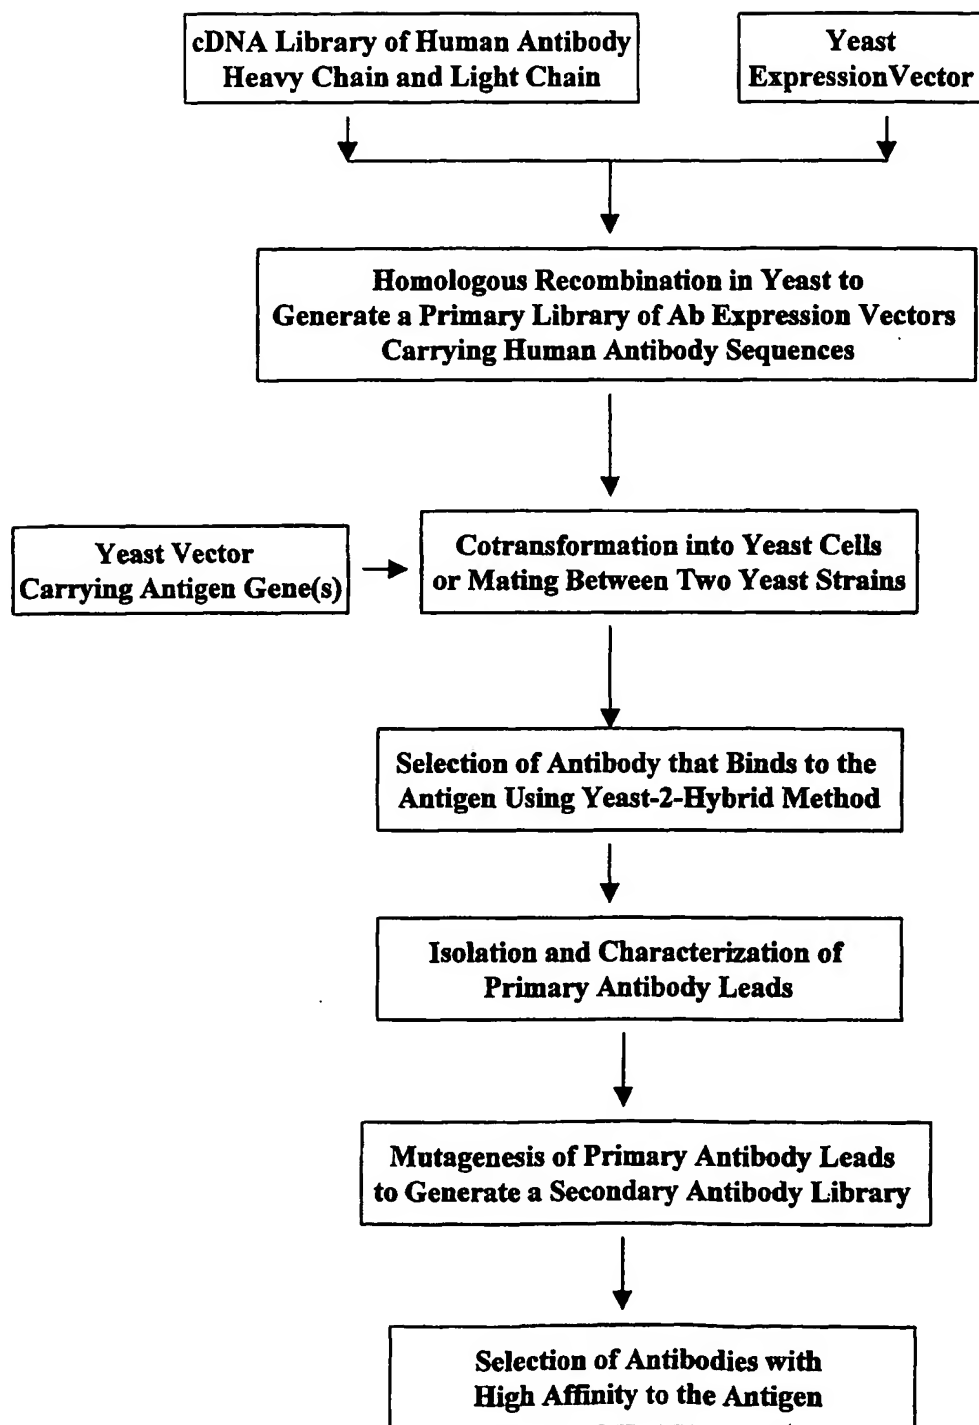 cDNA Library of Human Antibody
Heavy Chain and Light Chain
Yeast
ExpressionVector
Homologous Recombination in Yeast to
Generate a Primary Library of Ab Expression Vectors
Carrying Human Antibody Sequences
Yeast Vector
Carrying Antigen Gene(s)
Cotransformation into Yeast Cells
or Mating Between Two Yeast Strains
Selection of Antibody that Binds to the
Antigen Using Yeast-2-Hybrid Method
Isolation and Characterization of
Primary Antibody Leads
Mutagenesis of Primary Antibody Leads
to Generate a Secondary Antibody Library
Selection of Antibodies with
High Affinity to the Antigen